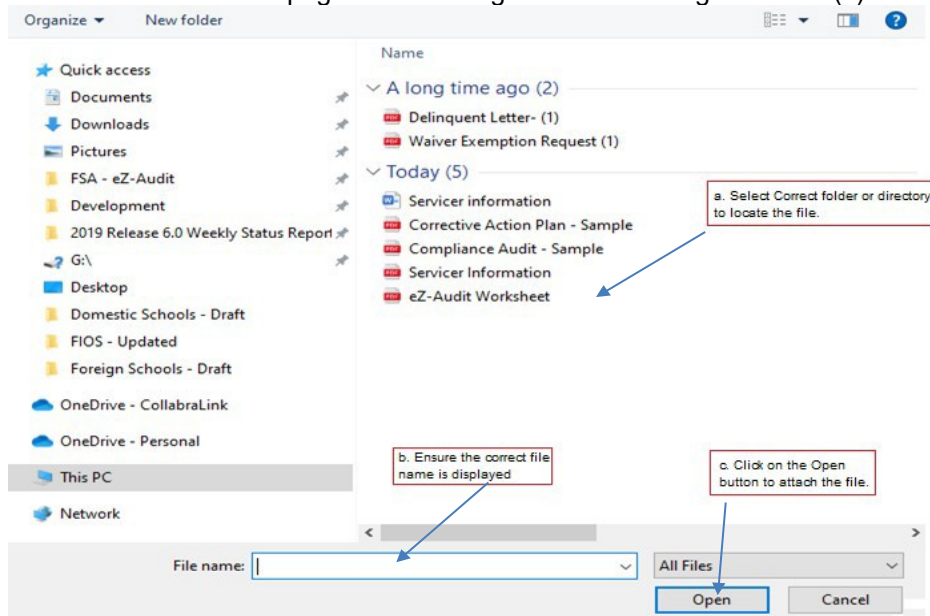 Organize New folder
Quick access
Documents
Downloads
Pictures
FSA - eZ-Audit
Development
2019 Release 6.0 Weekly Status Report
G:\
Desktop
Domestic Schools - Draft
FIOS - Updated
Foreign Schools - Draft
OneDrive - CollabraLink
OneDrive - Personal
This PC
Network
Name
A long time ago (2)
Delinquent Letter- (1)
Waiver Exemption Request (1)
Today (5)
Servicer information
Corrective Action Plan - Sample
Compliance Audit - Sample
Servicer Information
eZ-Audit Worksheet
a. Select Correct folder or directory
to locate the file.
b. Ensure the correct file
name is displayed
c. Click on the Open
button to attach the file.
File name:
All Files
Open Cancel